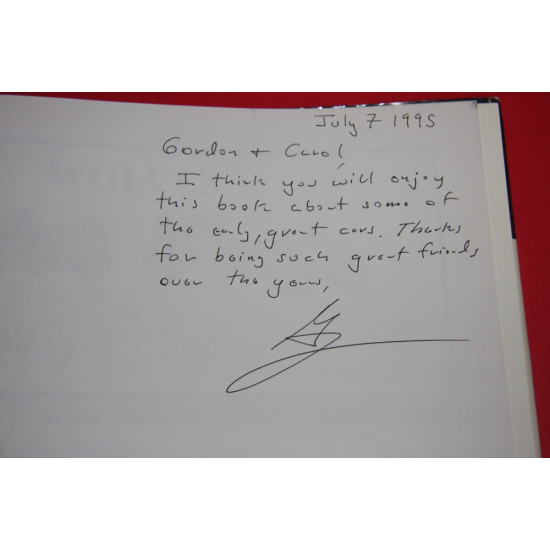 July 7 1995
Gordon + Carol
I think you will enjoy
this book about some of
the early, great cars. Thanks
for being such great friends
over the years,